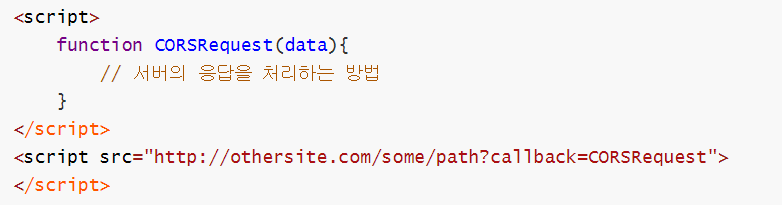 <script>
function CORSRequest(data){
// 서버의 응답을 처리하는 방법
}
</script>
<script src="http://othersite.com/some/path?callback=CORSRequest">
</script>